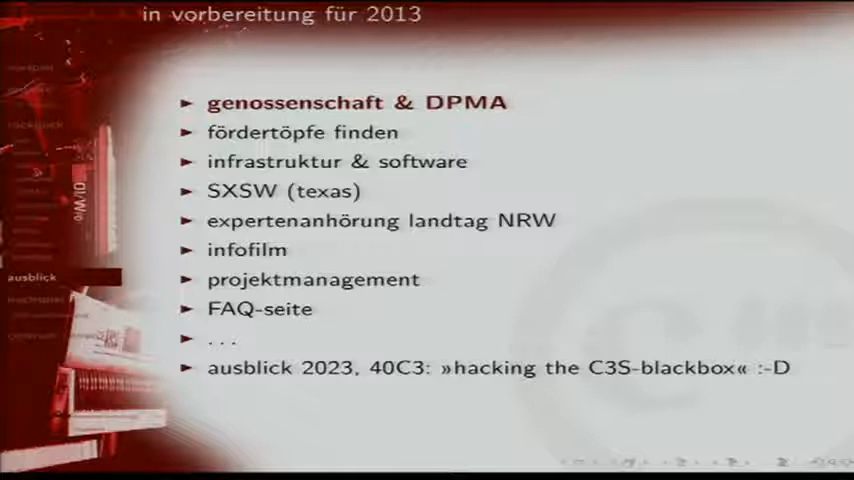 in vorbereitung für 2013
► genossenschaft & DPMA
► fördertöpfe finden
► infrastruktur & software
► SXSW (texas)
► expertenanhörung landtag NRW
► infofilm
► projektmanagement
► FAQ-seite
► ...
► ausblick 2023, 40C3: »hacking the C3S-blackbox« :-D
ausblick